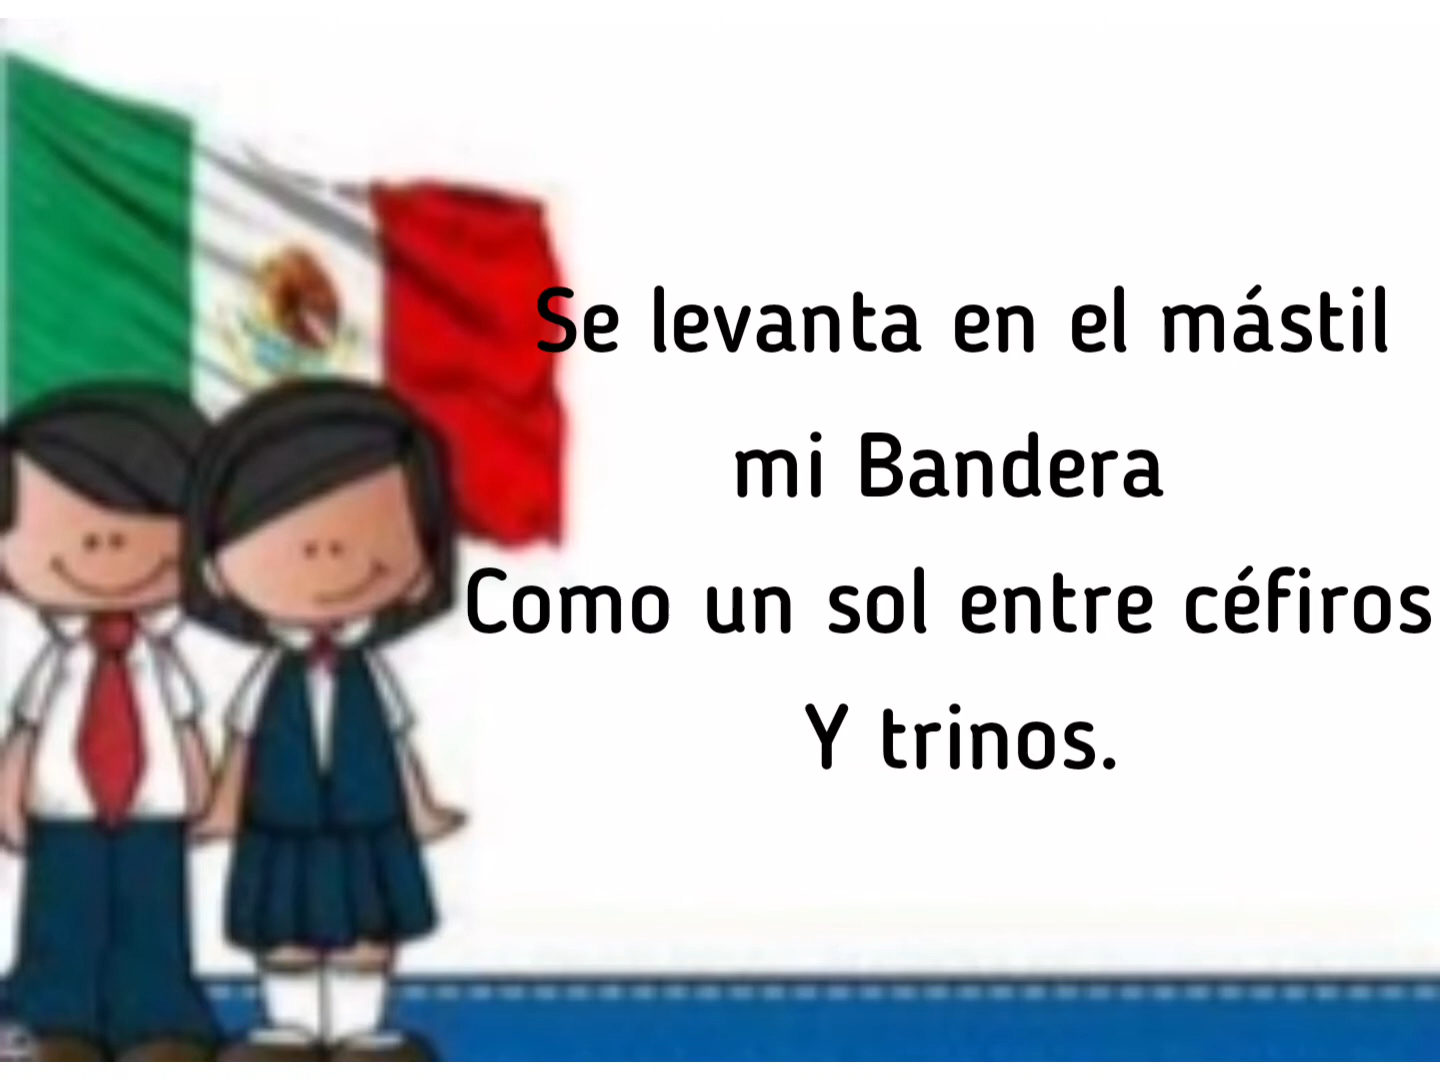 Se levanta en el mástil
mi Bandera
Como un sol entre céfiros
Y trinos.